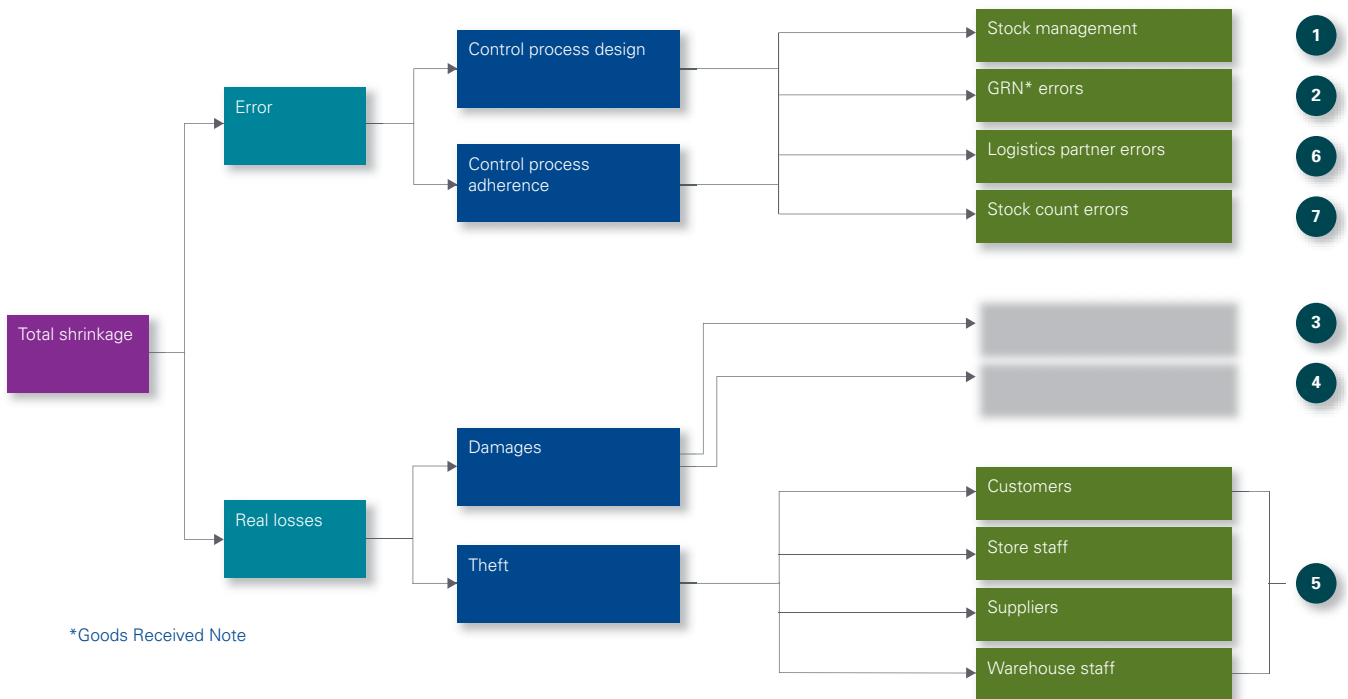 Stock management
1
Control process design
GRN* errors
2
Error
Logistics partner errors
6
Control process
adherence
Stock count errors
7
Total shrinkage
3
4
Damages
Customers
Real losses
Store staff
Theft
5
Suppliers
*Goods Received Note
Warehouse staff